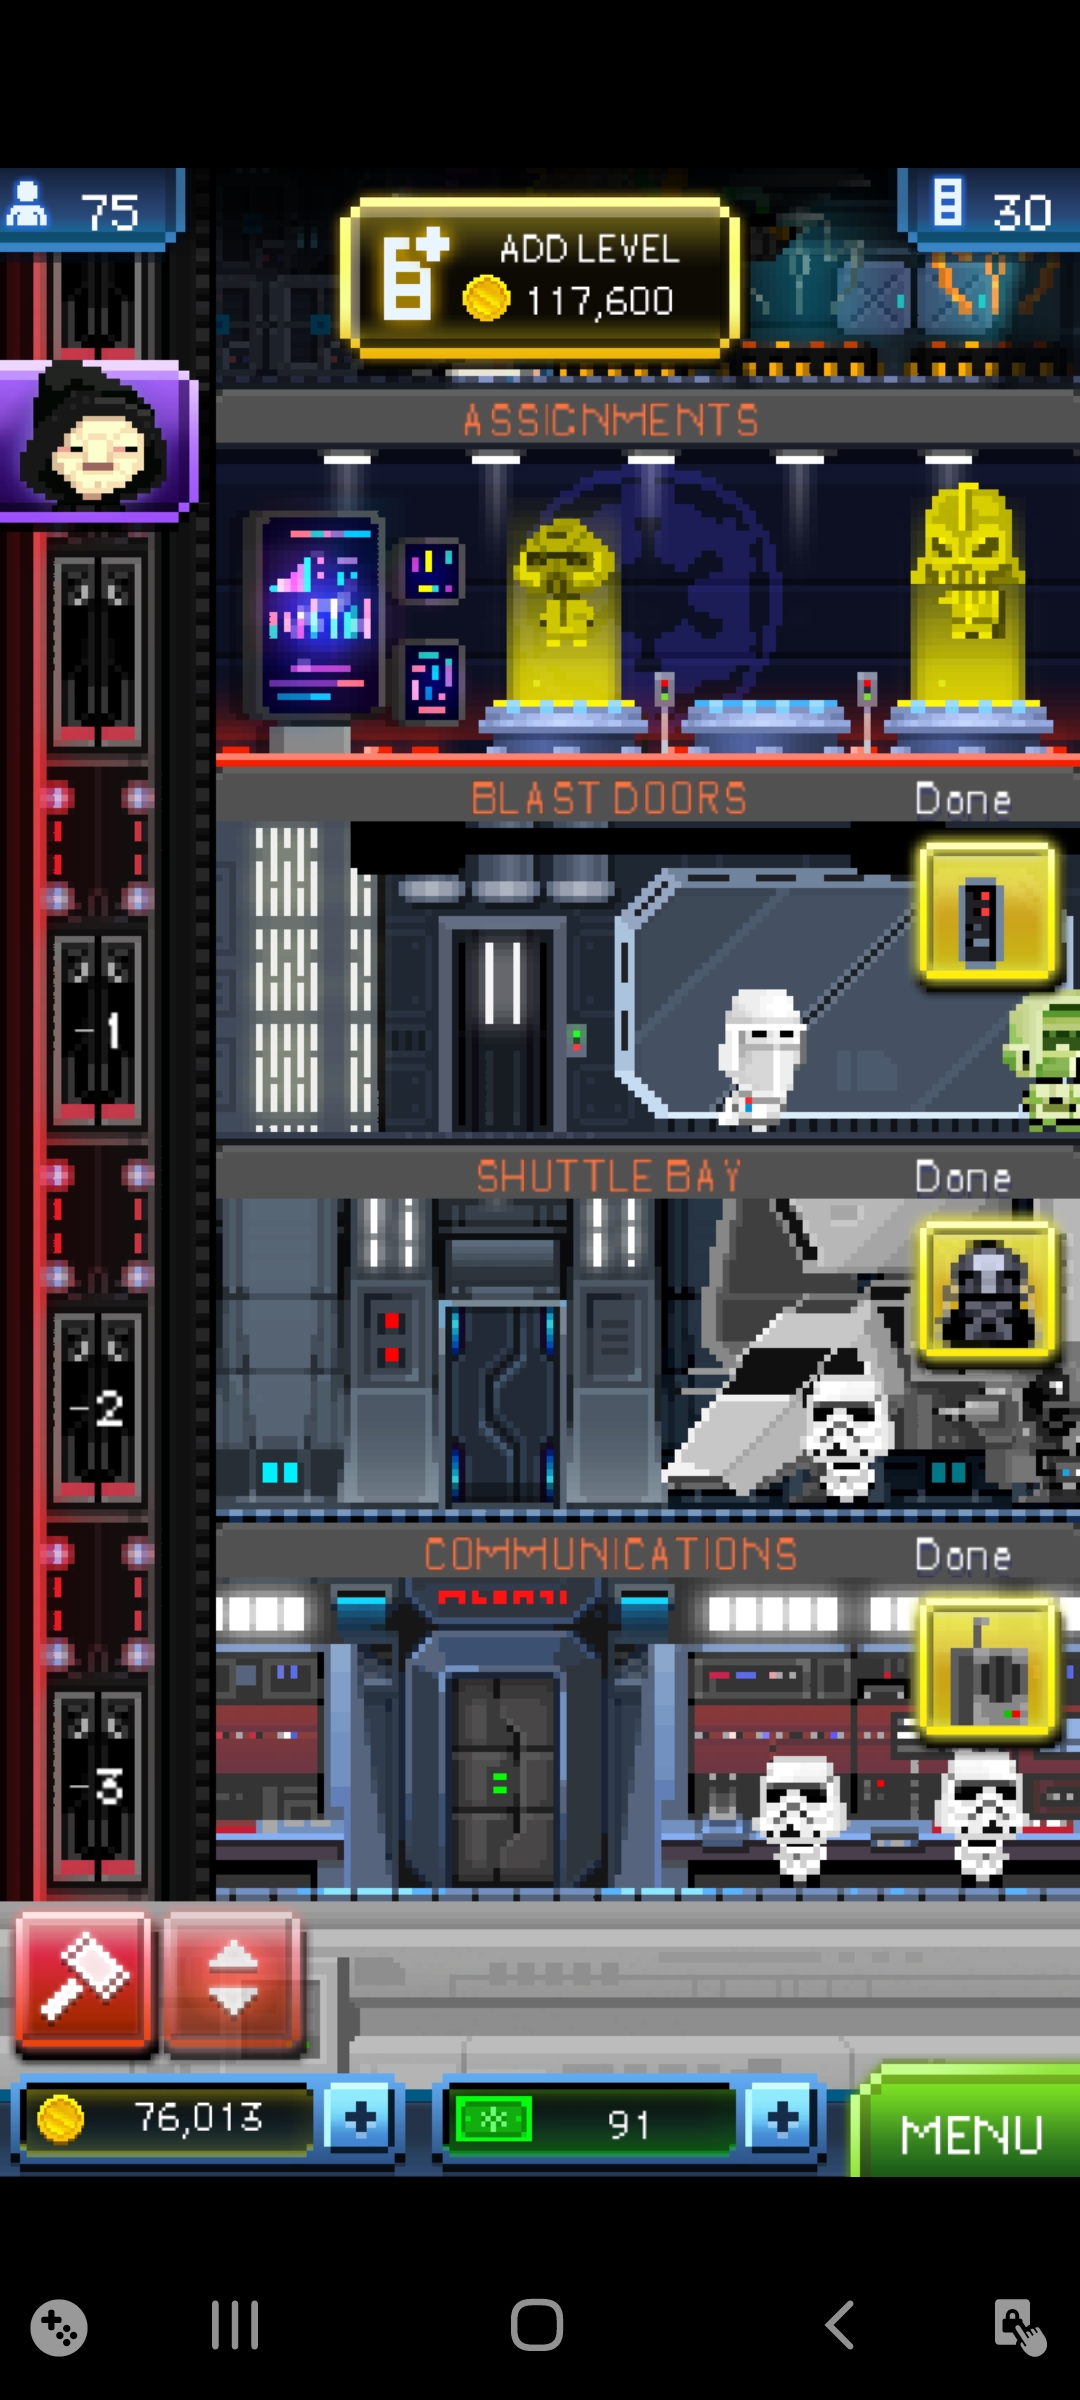 75
30
ADD LEVEL
117,600
ASSIGNMENTS
BLAST DOORS
Done
-1
SHUTTLE BAY
Done
-2
COMMUNICATIONS
Done
-3
76,013
91
MENU